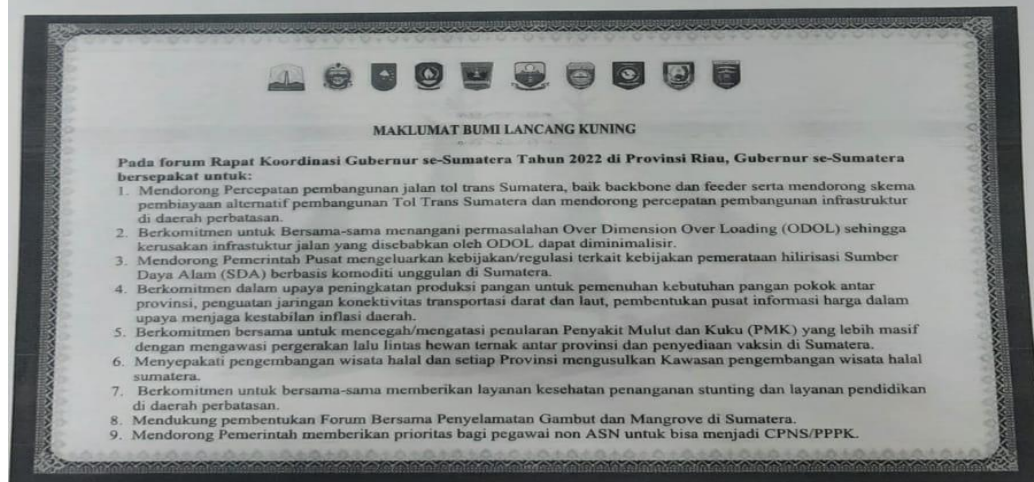 MAKLUMAT BUMI LANCANG KUNING
Pada forum Rapat Koordinasi Gubernur se-Sumatera Tahun 2022 di Provinsi Riau, Gubernur se-Sumatera
bersepakat untuk:
1. Mendorong Percepatan pembangunan jalan tol trans Sumatera, baik backbone dan feeder serta mendorong skema
pembiayaan alternatif pembangunan Tol Trans Sumatera dan mendorong percepatan pembangunan infrastruktur
di daerah perbatasan.
2. Berkomitmen untuk Bersama-sama menangani permasalahan Over Dimension Over Loading (ODOL) sehingga
kerusakan infrastuktur jalan yang disebabkan oleh ODOL dapat diminimalisir.
3. Mendorong Pemerintah Pusat mengeluarkan kebijakan/regulasi terkait kebijakan pemerataan hilirisasi Sumber
Daya Alam (SDA) berbasis komoditi unggulan di Sumatera.
4. Berkomitmen dalam upaya peningkatan produksi pangan untuk pemenuhan kebutuhan pangan pokok antar
provinsi, penguatan jaringan konektivitas transportasi darat dan laut, pembentukan pusat informasi harga dalam
upaya menjaga kestabilan inflasi daerah.
5. Berkomitmen bersama untuk mencegah/mengatasi penularan Penyakit Mulut dan Kuku (PMK) yang lebih masif
dengan mengawasi pergerakan lalu lintas hewan ternak antar provinsi dan penyediaan vaksin di Sumatera.
6. Menyepakati pengembangan wisata halal dan setiap Provinsi mengusulkan Kawasan pengembangan wisata halal
sumatera.
7. Berkomitmen untuk bersama-sama memberikan layanan kesehatan penanganan stunting dan layanan pendidikan
di daerah perbatasan.
8. Mendukung pembentukan Forum Bersama Penyelamatan Gambut dan Mangrove di Sumatera.
9. Mendorong Pemerintah memberikan prioritas bagi pegawai non ASN untuk bisa menjadi CPNS/PPPK.